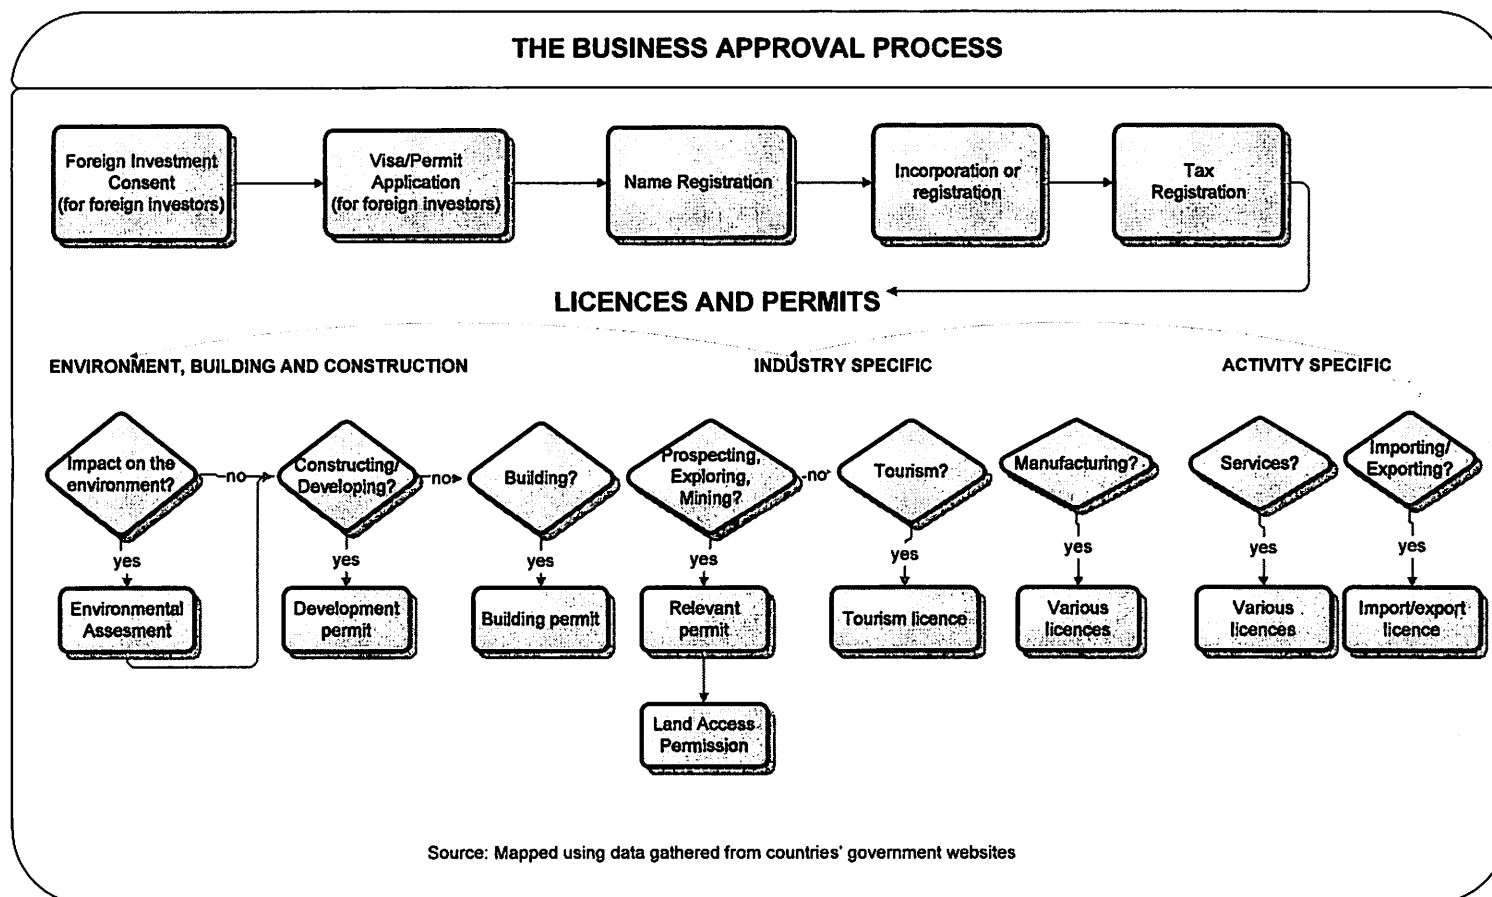 THE BUSINESS APPROVAL PROCESS
Foreign Investment
Consent
(for foreign investors)
Visa/Permit
Application
(for foreign investors)
Name Registration
Incorporation or
registration
Tax
Registration
LICENCES AND PERMITS
ENVIRONMENT, BUILDING AND CONSTRUCTION
INDUSTRY SPECIFIC
ACTIVITY SPECIFIC
Impact on the
environment?
no
Constructing/
Developing?
no
Building?
Prospecting,
Exploring,
Mining?
no
Tourism?
Manufacturing?
Services?
Importing/
Exporting?
yes
yes
yes
yes
yes
yes
yes
yes
Environmental
Assesment
Development
permit
Building permit
Relevant
permit
Tourism licence
Various
licences
Various
licences
Import/export
licence
Land Access
Permission
Source: Mapped using data gathered from countries' government websites